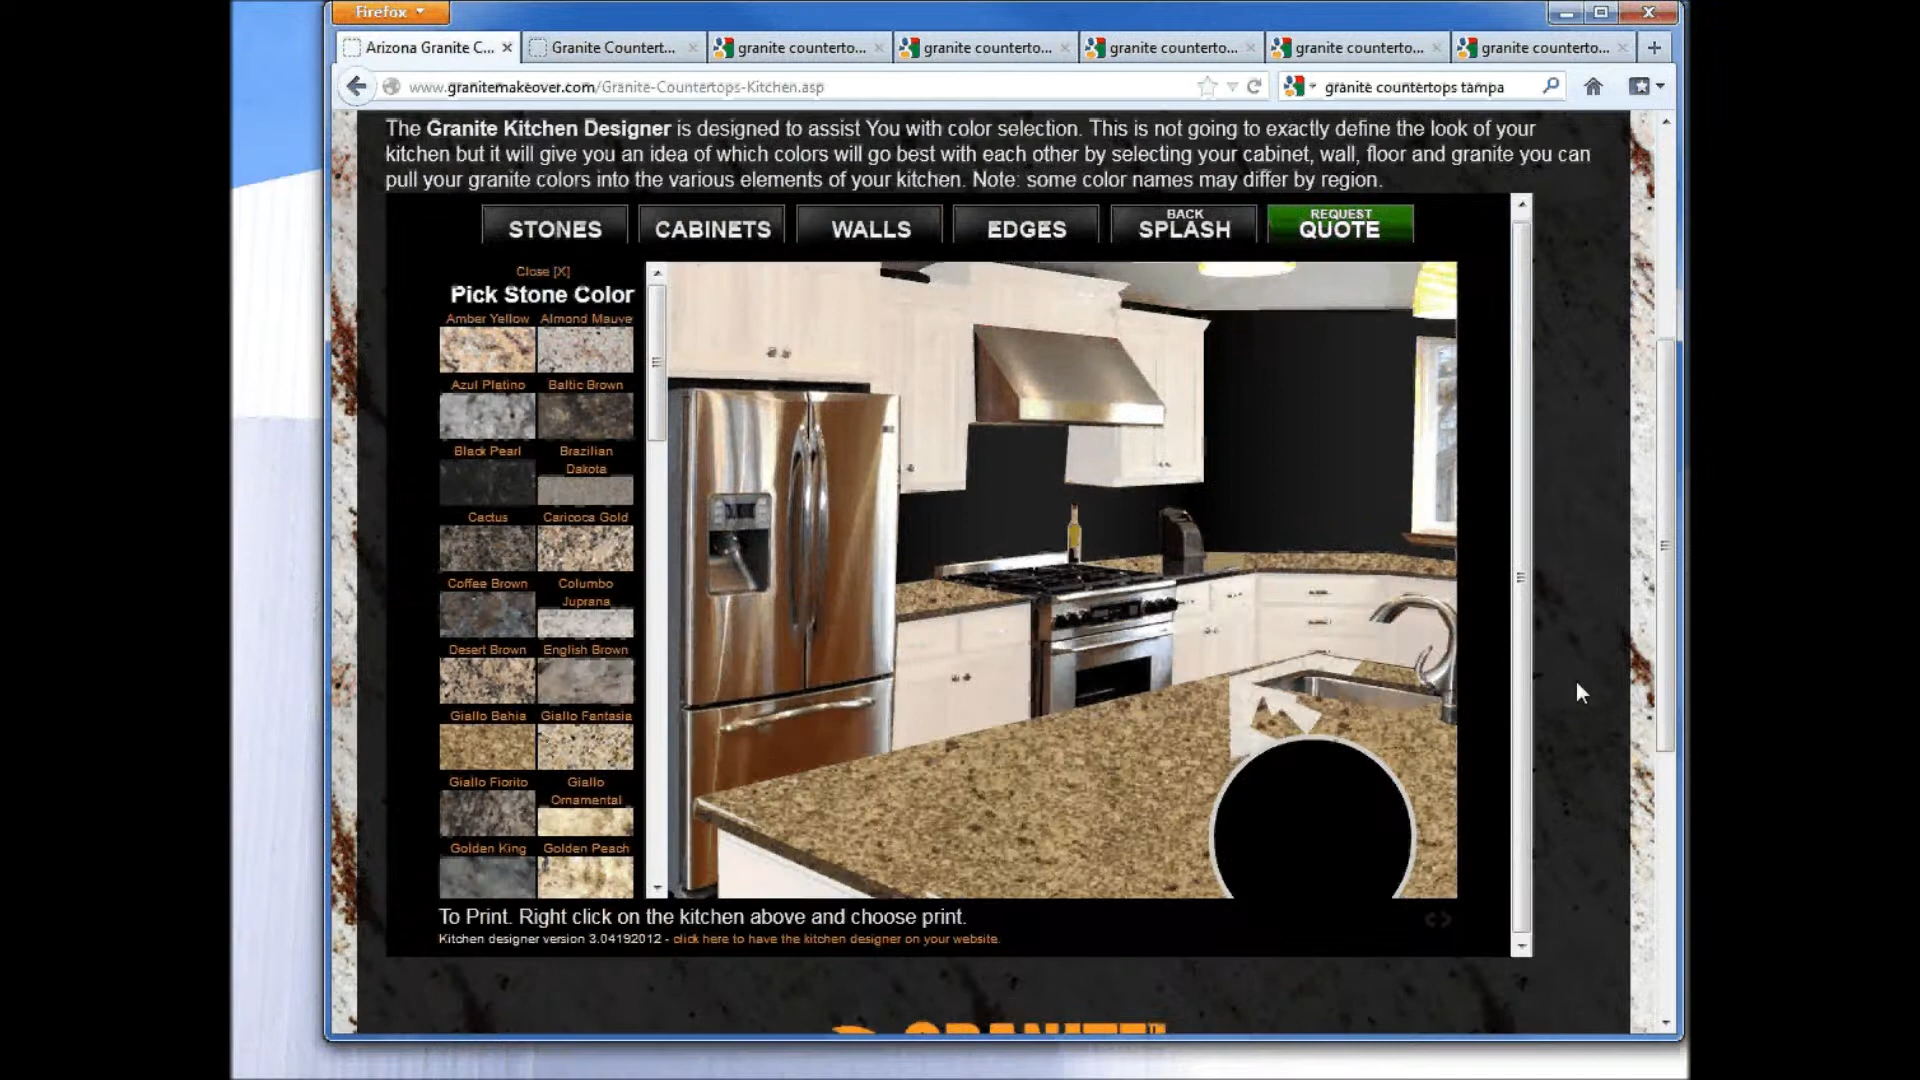 Firefox
Arizona Granite C...
Granite Countert...
granite counterto...
granite counterto...
granite counterto...
granite counterto...
granite counterto...
www.granitemakeover.com/Granite-Countertops-Kitchen.asp
granite countertops tampa
The Granite Kitchen Designer is designed to assist You with color selection. This is not going to exactly define the look of your
kitchen but it will give you an idea of which colors will go best with each other by selecting your cabinet, wall, floor and granite you can
pull your granite colors into the various elements of your kitchen. Note: some color names may differ by region.
STONES
CABINETS
WALLS
EDGES
BACK
SPLASH
REQUEST
QUOTE
Close [X]
Pick Stone Color
Amber Yellow Almond Mauve
Azul Platino Baltic Brown
Black Pearl Brazilian
Dakota
Cactus Carioca Gold
Coffee Brown Columbo
Juprana
Desert Brown English Brown
Giallo Bahia Giallo Fantasia
Giallo Fiorito Giallo
Ornamental
Golden King Golden Peach
To Print. Right click on the kitchen above and choose print.
Kitchen designer version 3.04192012 - click here to have the kitchen designer on your website.
GRANITE